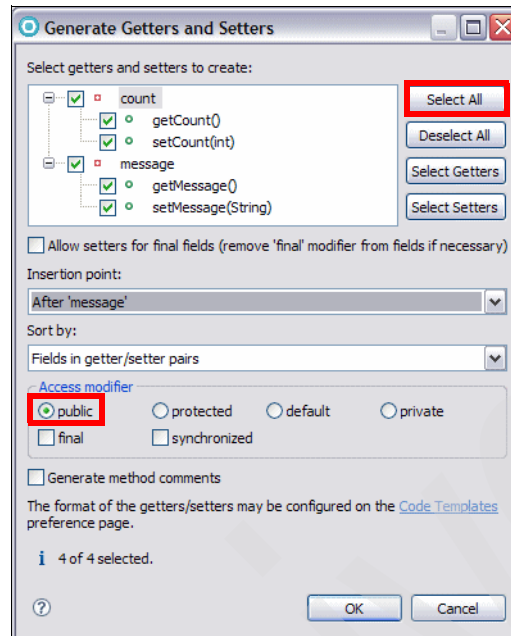 Generate Getters and Setters
Select getters and setters to create:
count
getCount()
setCount(int)
message
getMessage()
setMessage(String)
Select All
Deselect All
Select Getters
Select Setters
Allow setters for final fields (remove 'final' modifier from fields if necessary)
Insertion point:
After 'message'
Sort by:
Fields in getter/setter pairs
Access modifier
public protected default private
final synchronized
Generate method comments
The format of the getters/setters may be configured on the Code Templates
preference page.
i 4 of 4 selected.
?
OK Cancel